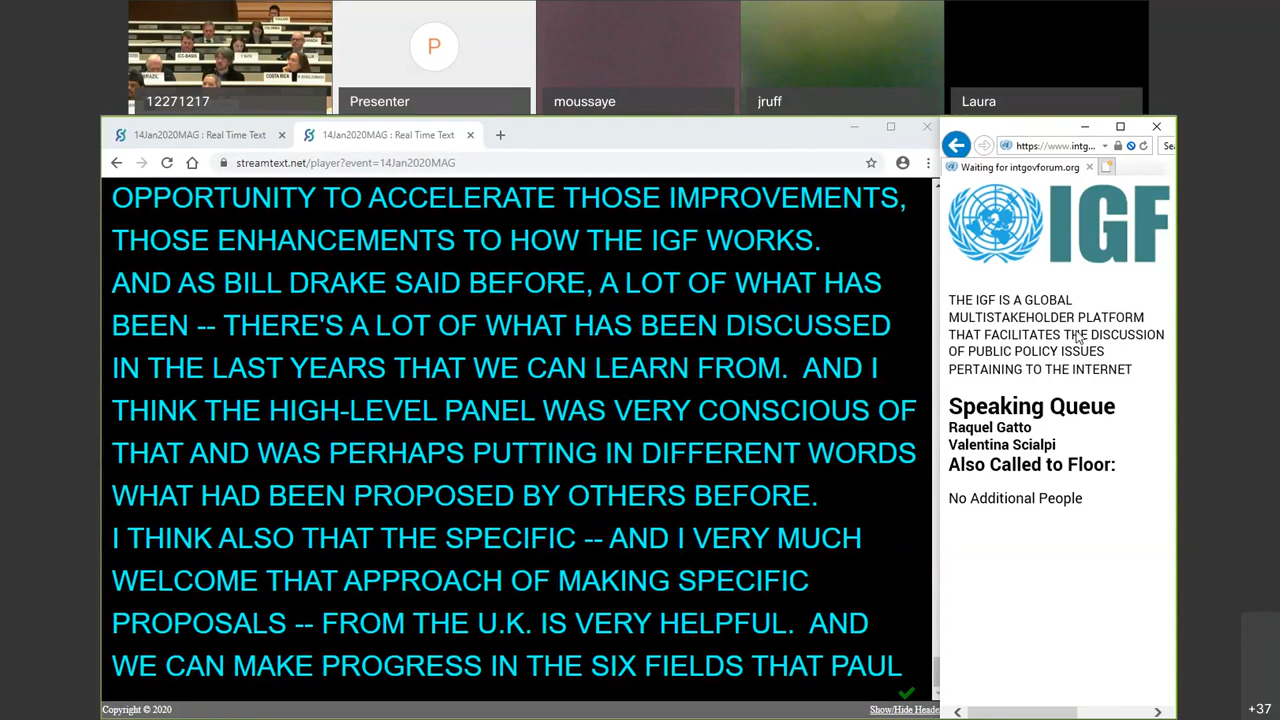 BRAZIL
COSTA RICA
12271217
P
Presenter
moussaye
jruff
Laura
14Jan2020MAG : Real Time Text
14Jan2020MAG : Real Time Text
streamtext.net/player?event=14Jan2020MAG
OPPORTUNITY TO ACCELERATE THOSE IMPROVEMENTS,
THOSE ENHANCEMENTS TO HOW THE IGF WORKS.
AND AS BILL DRAKE SAID BEFORE, A LOT OF WHAT HAS
BEEN -- THERE'S A LOT OF WHAT HAS BEEN DISCUSSED
IN THE LAST YEARS THAT WE CAN LEARN FROM.  AND I
THINK THE HIGH-LEVEL PANEL WAS VERY CONSCIOUS OF
THAT AND WAS PERHAPS PUTTING IN DIFFERENT WORDS
WHAT HAD BEEN PROPOSED BY OTHERS BEFORE.
I THINK ALSO THAT THE SPECIFIC -- AND I VERY MUCH
WELCOME THAT APPROACH OF MAKING SPECIFIC
PROPOSALS -- FROM THE U.K. IS VERY HELPFUL.  AND
WE CAN MAKE PROGRESS IN THE SIX FIELDS THAT PAUL
Copyright © 2020
Show/Hide Heade
https://www.intg...
Sea
Waiting for intgovforum.org
IGF
THE IGF IS A GLOBAL
MULTISTAKEHOLDER PLATFORM
THAT FACILITATES THE DISCUSSION
OF PUBLIC POLICY ISSUES
PERTAINING TO THE INTERNET
Speaking Queue
Raquel Gatto
Valentina Scialpi
Also Called to Floor:
No Additional People
+37